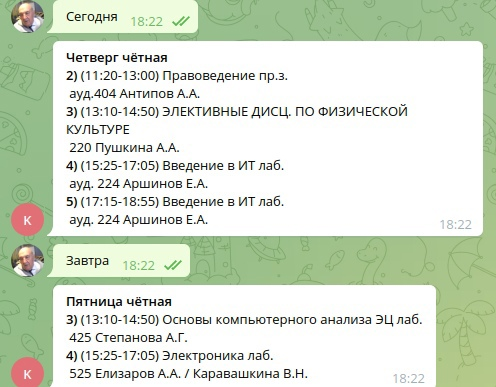 Сегодня 18:22
Четверг чётная
2) (11:20-13:00) Правоведение пр.з.
ауд.404 Антипов А.А.
3) (13:10-14:50) ЭЛЕКТИВНЫЕ ДИСЦ. ПО ФИЗИЧЕСКОЙ
КУЛЬТУРЕ
220 Пушкина А.А.
4) (15:25-17:05) Введение в ИТ лаб.
ауд. 224 Аршинов Е.А.
5) (17:15-18:55) Введение в ИТ лаб.
ауд. 224 Аршинов Е.А.
К
18:22
Завтра 18:22
Пятница чётная
3) (13:10-14:50) Основы компьютерного анализа ЭЦ лаб.
425 Степанова А.Г.
4) (15:25-17:05) Электроника лаб.
525 Елизаров А.А. / Каравашкина В.Н.
К
18:22